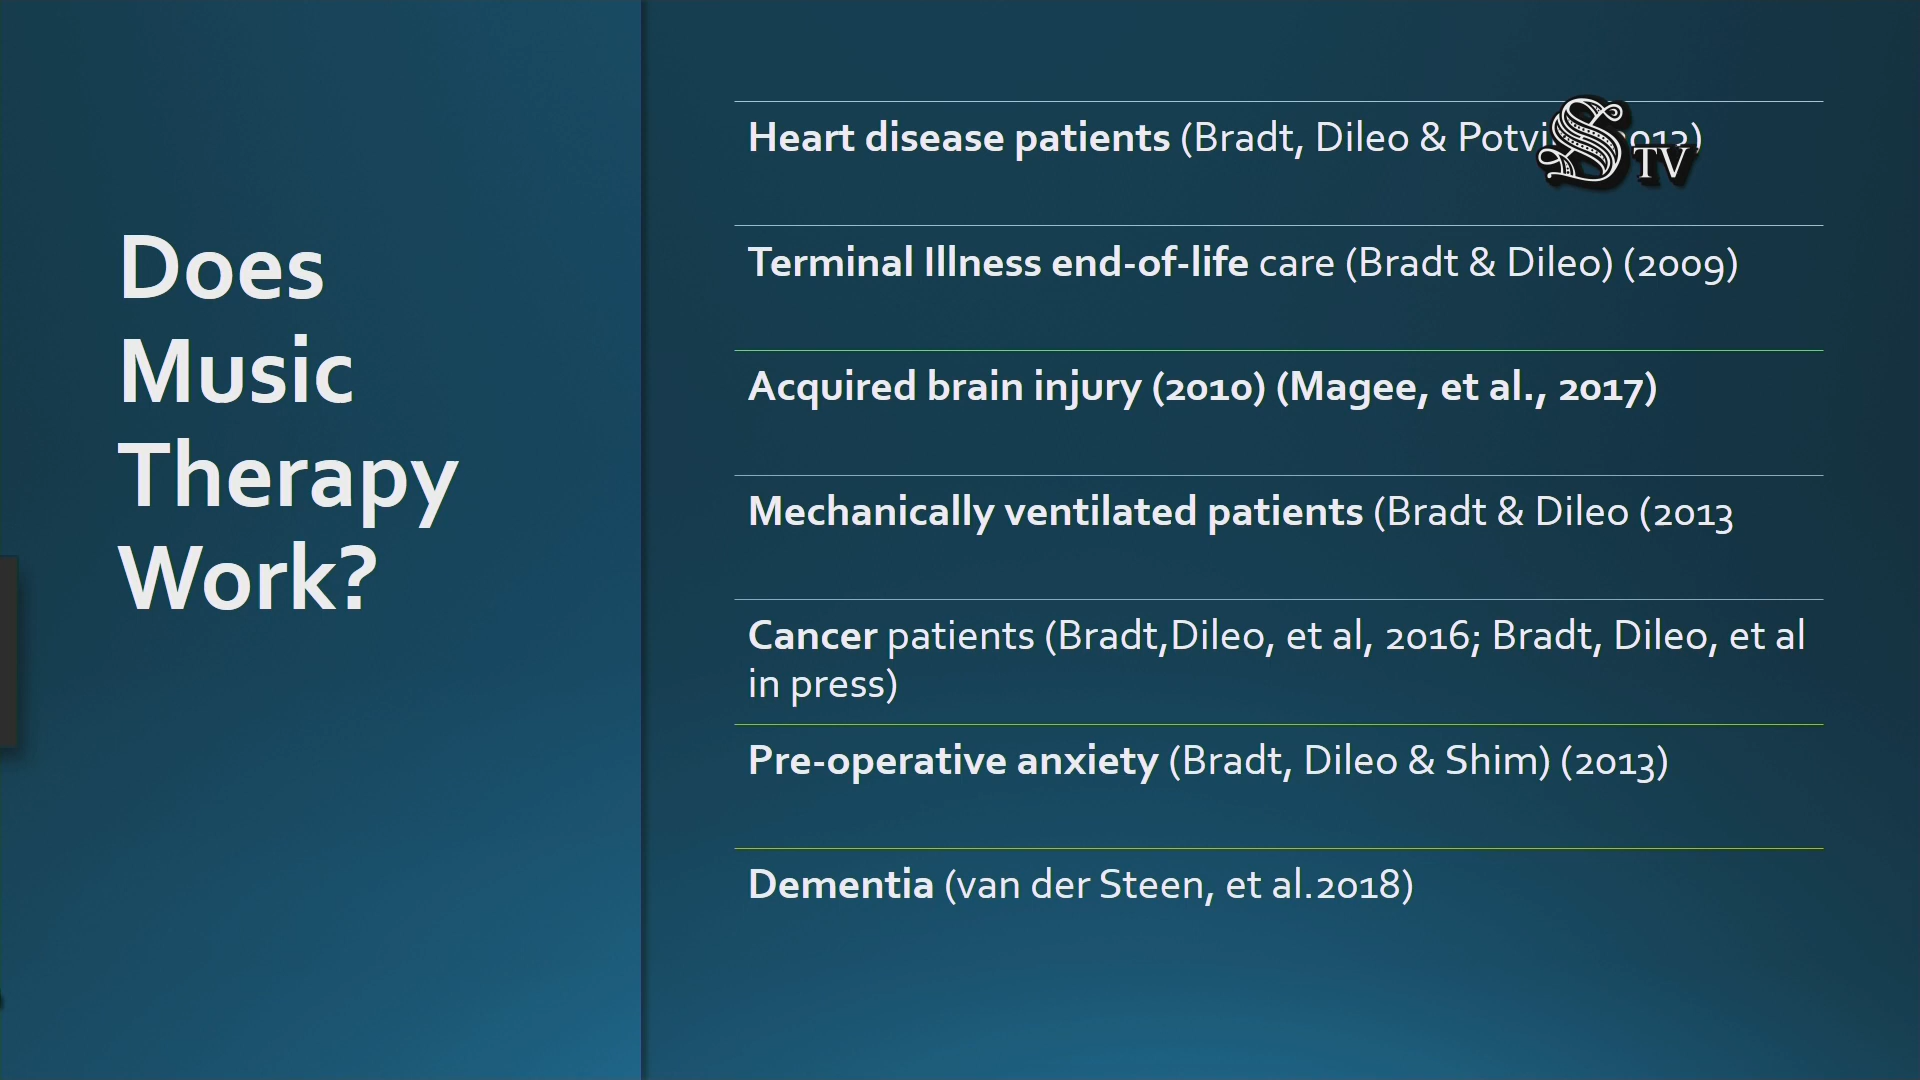 Does
Music
Therapy
Work?
Heart disease patients (Bradt, Dileo &
Terminal Illness end-of-life care (Bradt & Dileo) (2009)
Acquired brain injury (2010) (Magee, et al., 2017)
Mechanically ventilated patients (Bradt & Dileo (2013
Cancer patients (Bradt,Dileo, et al, 2016; Bradt, Dileo, et al
in press)
Pre-operative anxiety (Bradt, Dileo & Shim) (2013)
Dementia (van der Steen, et al.2018)
S TV